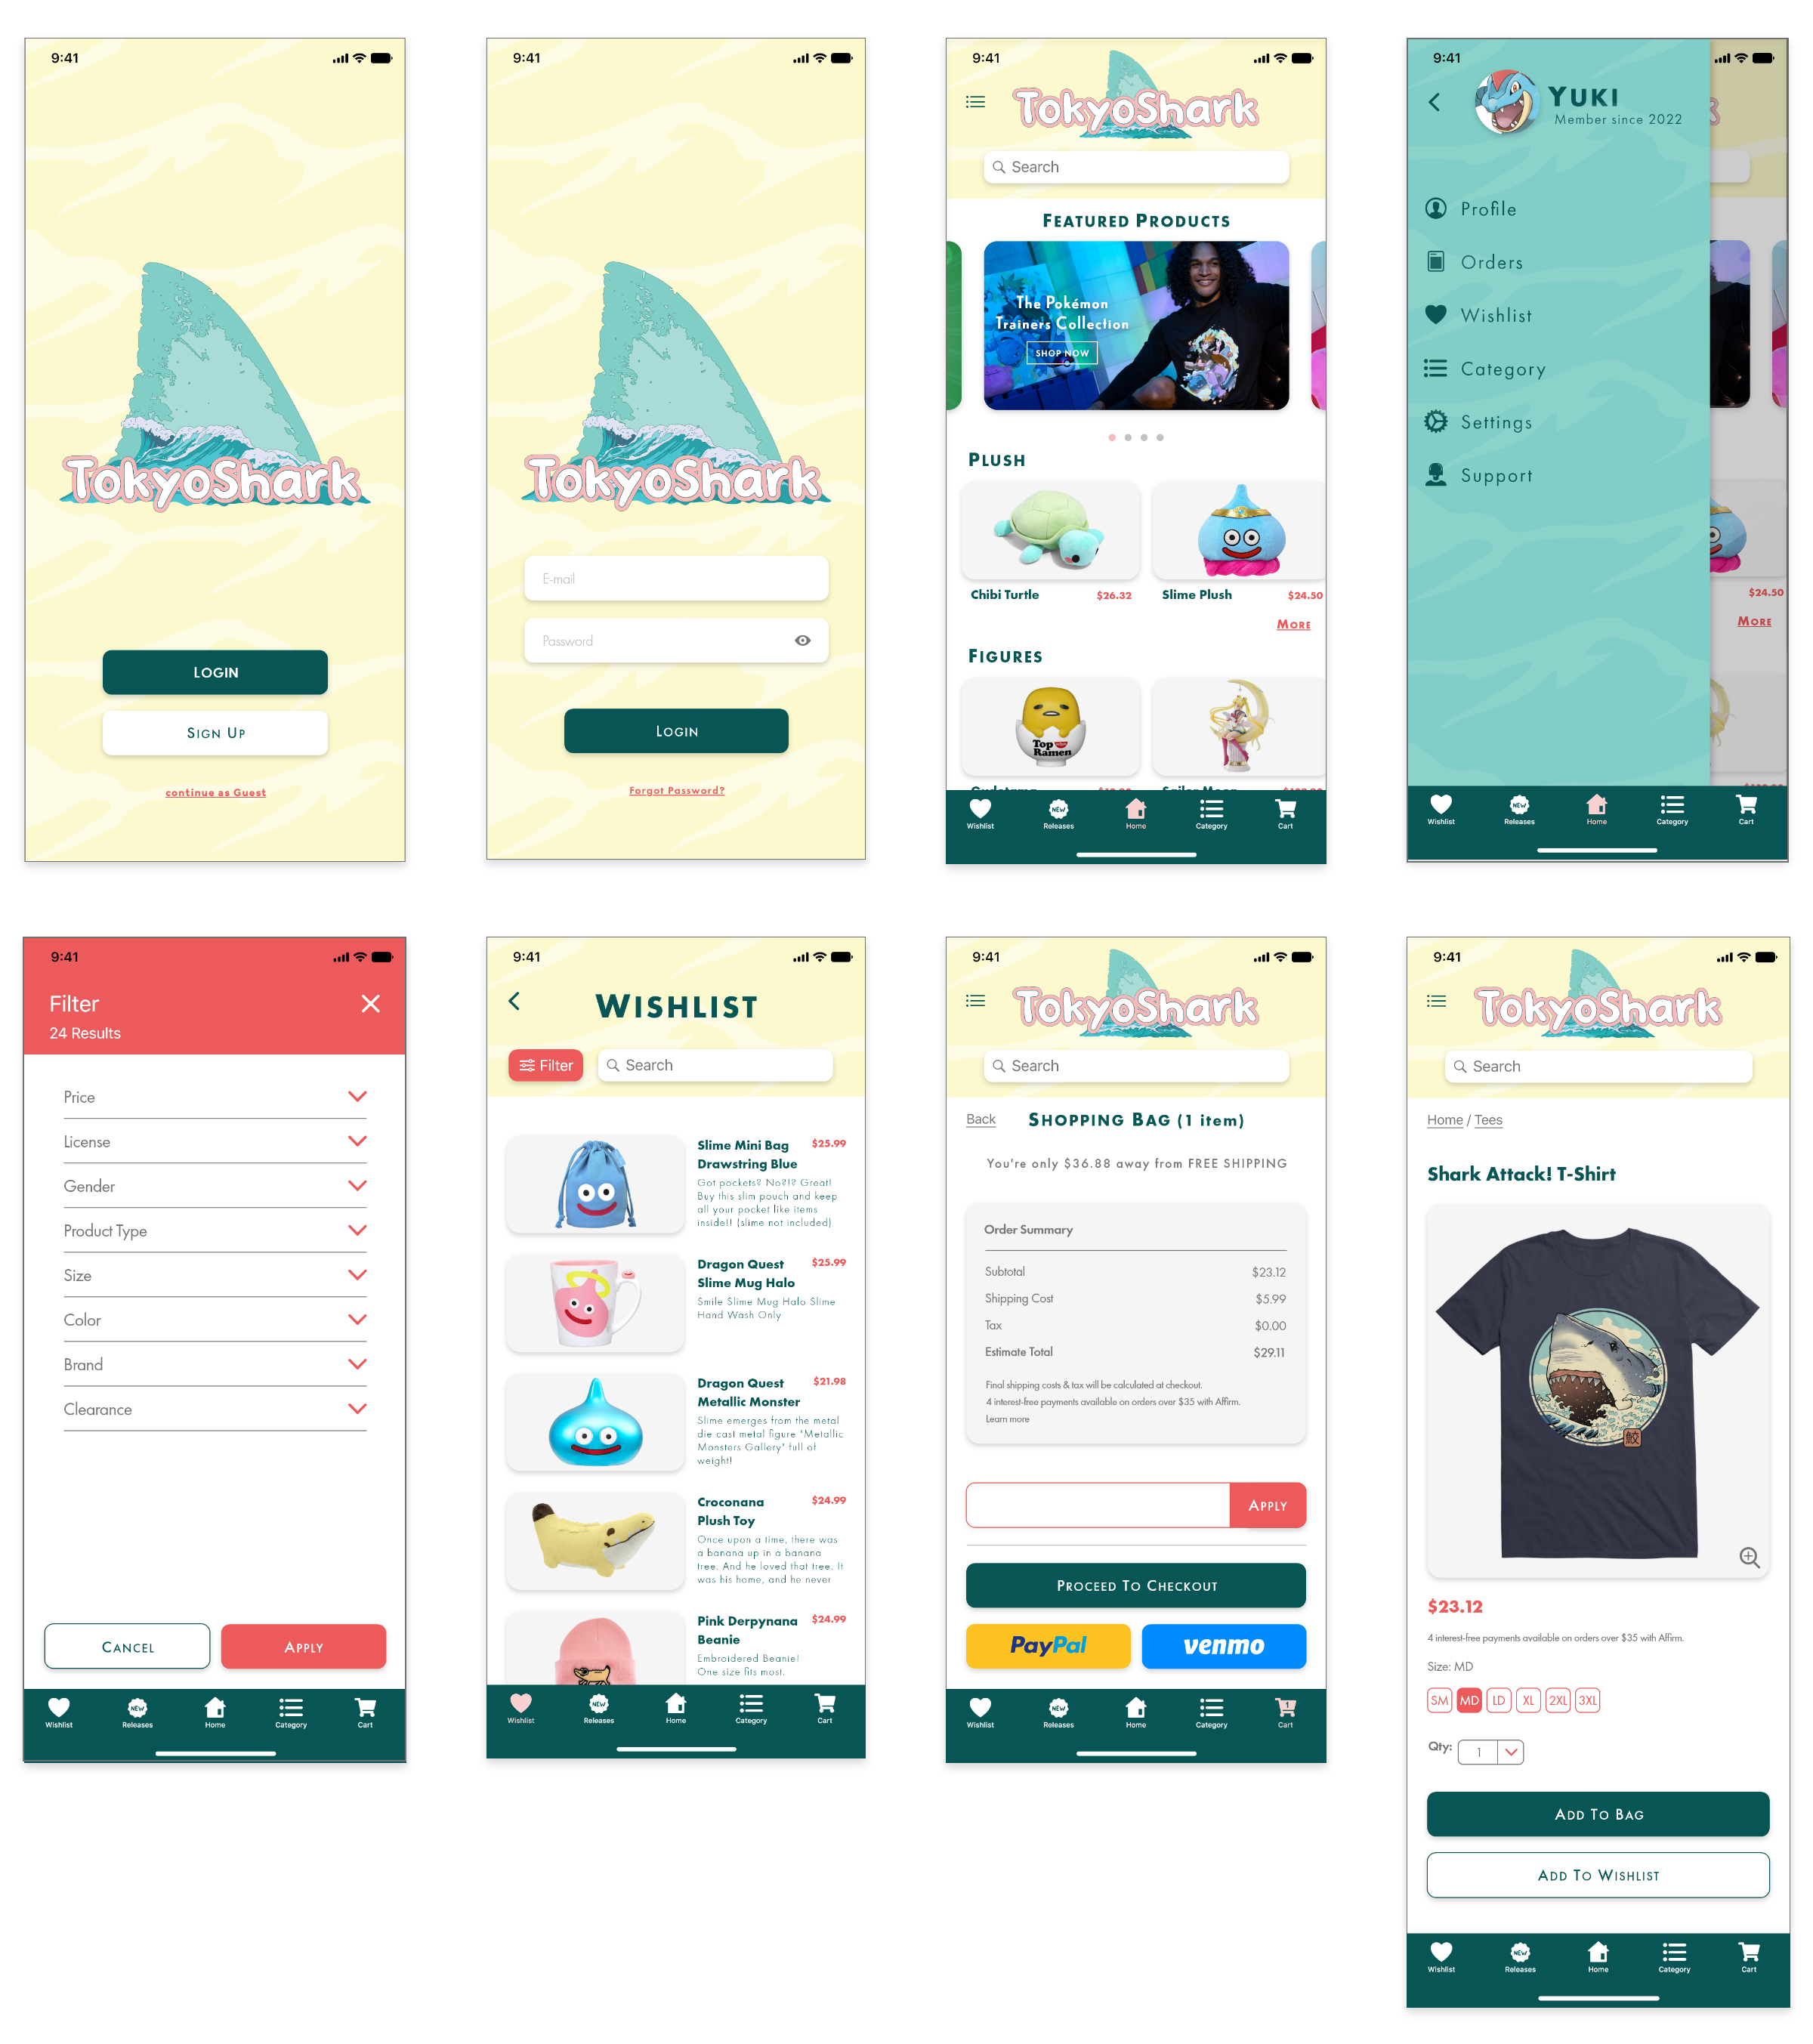 9:41
TokyoShark
LOGIN
SIGN UP
continue as Guest
9:41
TokyoShark
E-mail
Password
LOGIN
Forgot Password?
9:41
TokyoShark
Search
FEATURED PRODUCTS
The Pokémon
Trainers Collection
SHOP NOW
PLUSH
Chibi Turtle $26.32 Slime Plush $24.50
MORE
FIGURES
Top
Ramen
Wishlist NEW Releases Home Category Cart
9:41
YUKI
Member since 2022
Profile
Orders
Wishlist
Category
Settings
Support
$24.50
MORE
Wishlist NEW Releases Home Category Cart
9:41
Filter
24 Results
Price
License
Gender
Product Type
Size
Color
Brand
Clearance
CANCEL APPLY
Wishlist NEW Releases Home Category Cart
9:41
WISHLIST
Filter Search
Slime Mini Bag $25.99
Drawstring Blue
Got pockets? No?!? Great!
Buy this slim pouch and keep
all your pocket like items
inside!! (slime not included)
Dragon Quest $25.99
Slime Mug Halo
Smile Slime Mug Halo Slime
Hand Wash Only
Dragon Quest $21.98
Metallic Monster
Slime emerges from the metal
die cast metal figure "Metallic
Monsters Gallery" full of
weight!
Croconana $24.99
Plush Toy
Once upon a time, there was
a banana up in a banana
tree. And he loved that tree. It
was his home, and he never
Pink Derpynana $24.99
Beanie
Embroidered Beanie!
One size fits most.
Wishlist NEW Releases Home Category Cart
9:41
TokyoShark
Search
Back SHOPPING BAG (1 item)
You're only $36.88 away from FREE SHIPPING
Order Summary
Subtotal $23.12
Shipping Cost $5.99
Tax $0.00
Estimate Total $29.11
Final shipping costs & tax will be calculated at checkout.
4 interest-free payments available on orders over $35 with Affirm.
Learn more
APPLY
PROCEED TO CHECKOUT
PayPal venmo
Wishlist NEW Releases Home Category 1 Cart
9:41
TokyoShark
Search
Home / Tees
Shark Attack! T-Shirt
鮫
$23.12
4 interest-free payments available on orders over $35 with Affirm.
Size: MD
SM MD LD XL 2XL 3XL
Qty: 1
ADD TO BAG
ADD TO WISHLIST
Wishlist NEW Releases Home Category Cart